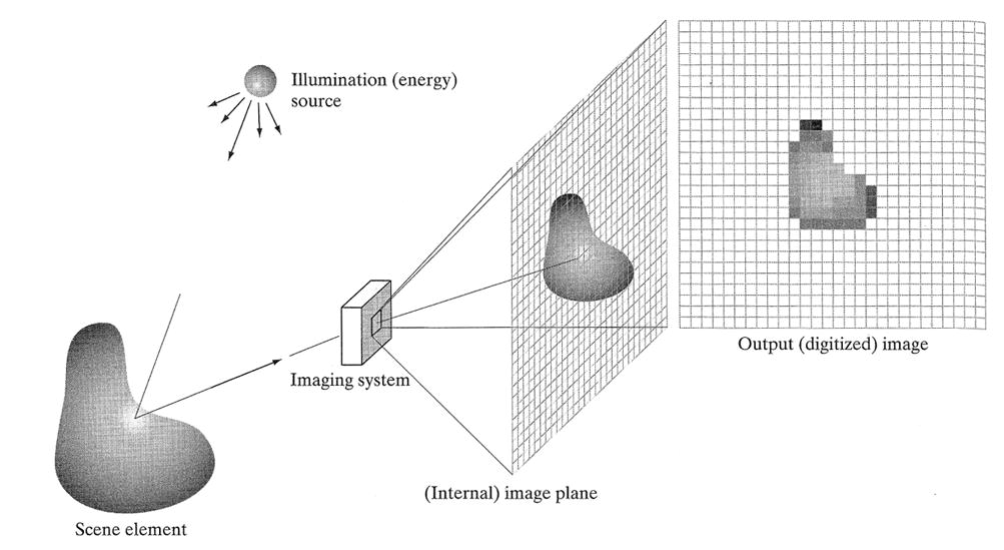 Illumination (energy)
source
Output (digitized) image
Imaging system
(Internal) image plane
Scene element